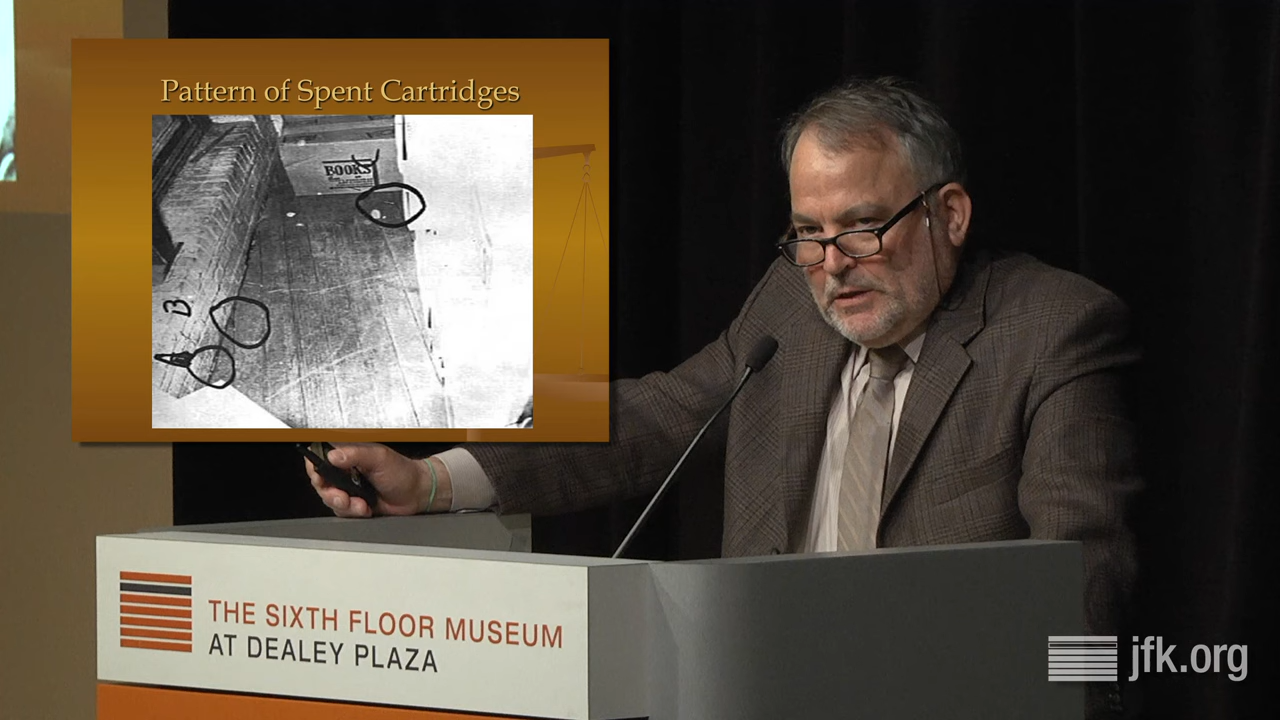 Pattern of Spent Cartridges
BOOKS
B
A
THE SIXTH FLOOR MUSEUM
AT DEALEY PLAZA
jfk.org